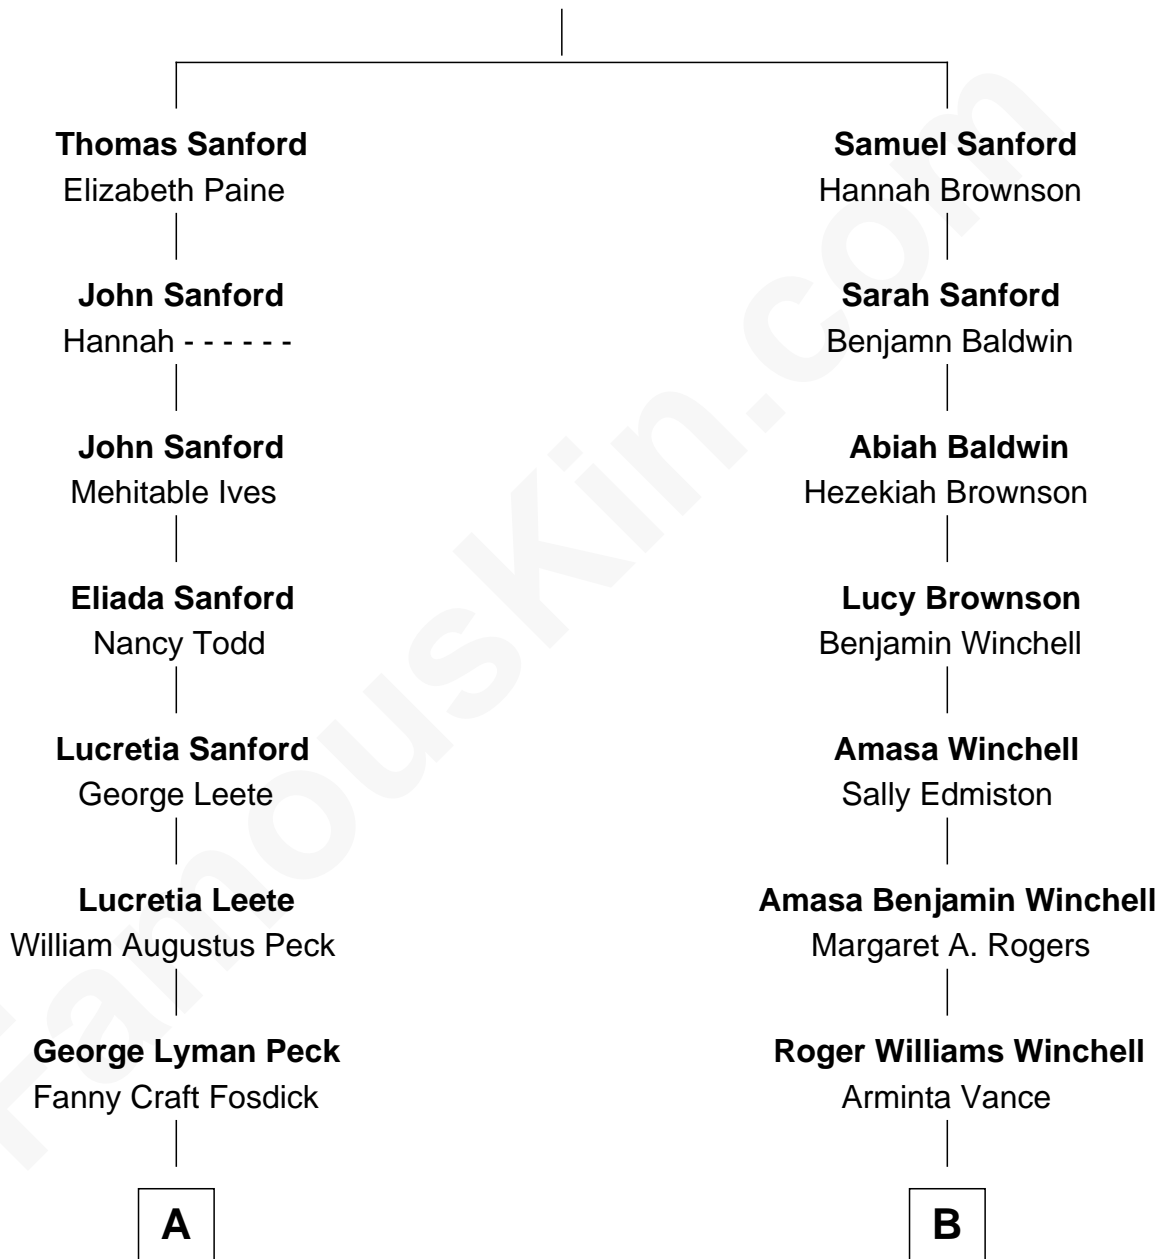 Thomas Sanford
Elizabeth Paine
John Sanford
Hannah - - - - - -
John Sanford
Mehitable Ives
Eliada Sanford
Nancy Todd
Lucretia Sanford
George Leete
Lucretia Leete
William Augustus Peck
George Lyman Peck
Fanny Craft Fosdick
A
Samuel Sanford
Hannah Brownson
Sarah Sanford
Benjamn Baldwin
Abiah Baldwin
Hezekiah Brownson
Lucy Brownson
Benjamin Winchell
Amasa Winchell
Sally Edmiston
Amasa Benjamin Winchell
Margaret A. Rogers
Roger Williams Winchell
Arminta Vance
B
FamousKin.com